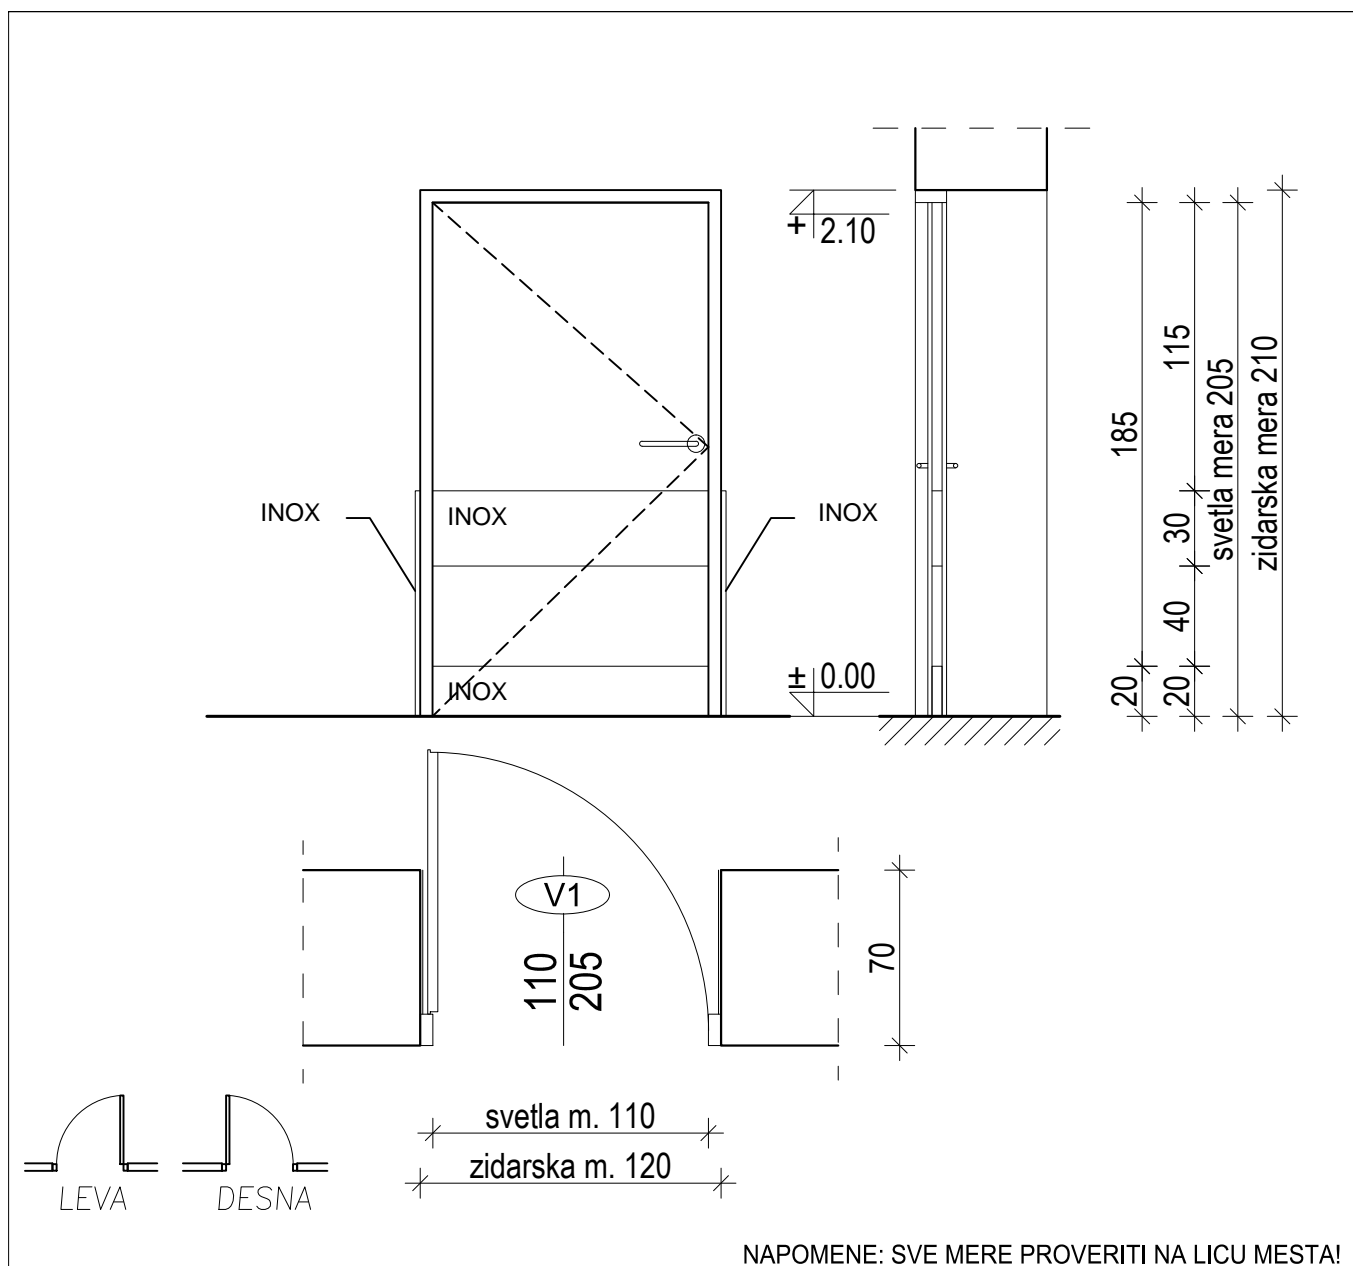 + 2.10
115
svetla mera 205
zidarska mera 210
185
INOX
INOX
INOX
30
40
± 0.00
INOX
20
20
V1
110
205
70
svetla m. 110
zidarska m. 120
LEVA
DESNA
NAPOMENE: SVE MERE PROVERITI NA LICU MESTA!